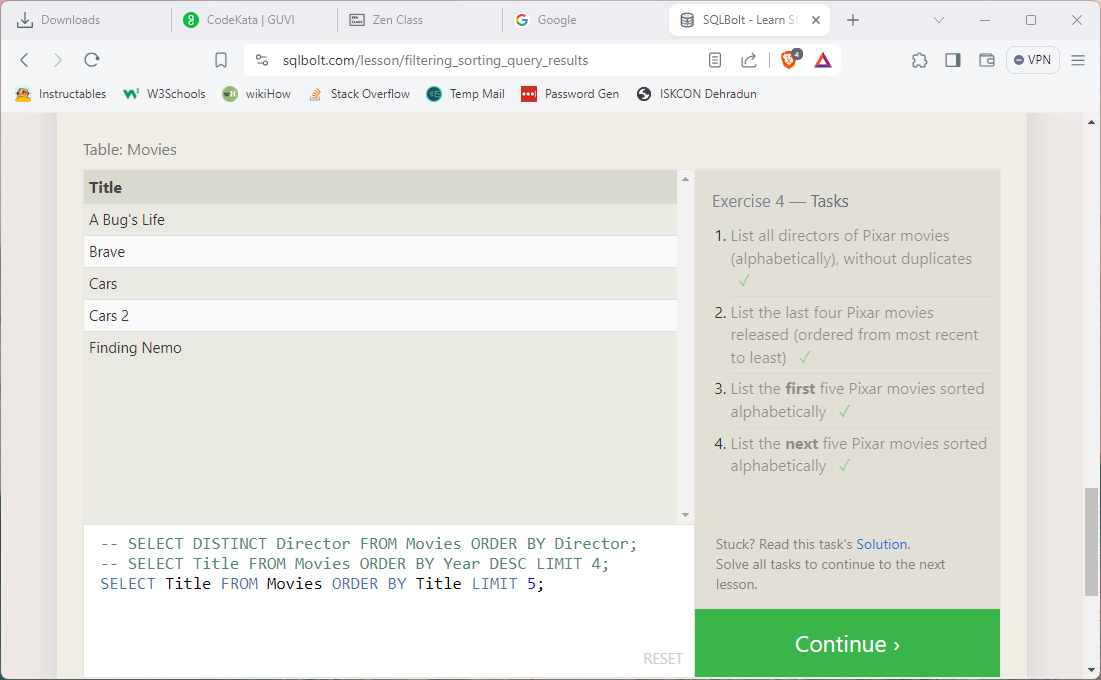 Downloads
CodeKata | GUVI
Zen Class
Google
SQLBolt - Learn S
sqlbolt.com/lesson/filtering_sorting_query_results
4
VPN
Instructables
W3Schools
wikiHow
Stack Overflow
Temp Mail
Password Gen
ISKCON Dehradun
Table: Movies
Title
A Bug's Life
Brave
Cars
Cars 2
Finding Nemo
-- SELECT DISTINCT Director FROM Movies ORDER BY Director;
-- SELECT Title FROM Movies ORDER BY Year DESC LIMIT 4;
SELECT Title FROM Movies ORDER BY Title LIMIT 5;
RESET
Exercise 4 — Tasks
1. List all directors of Pixar movies
(alphabetically), without duplicates
✓
2. List the last four Pixar movies
released (ordered from most recent
to least) ✓
3. List the first five Pixar movies sorted
alphabetically ✓
4. List the next five Pixar movies sorted
alphabetically ✓
Stuck? Read this task's Solution.
Solve all tasks to continue to the next
lesson.
Continue ›